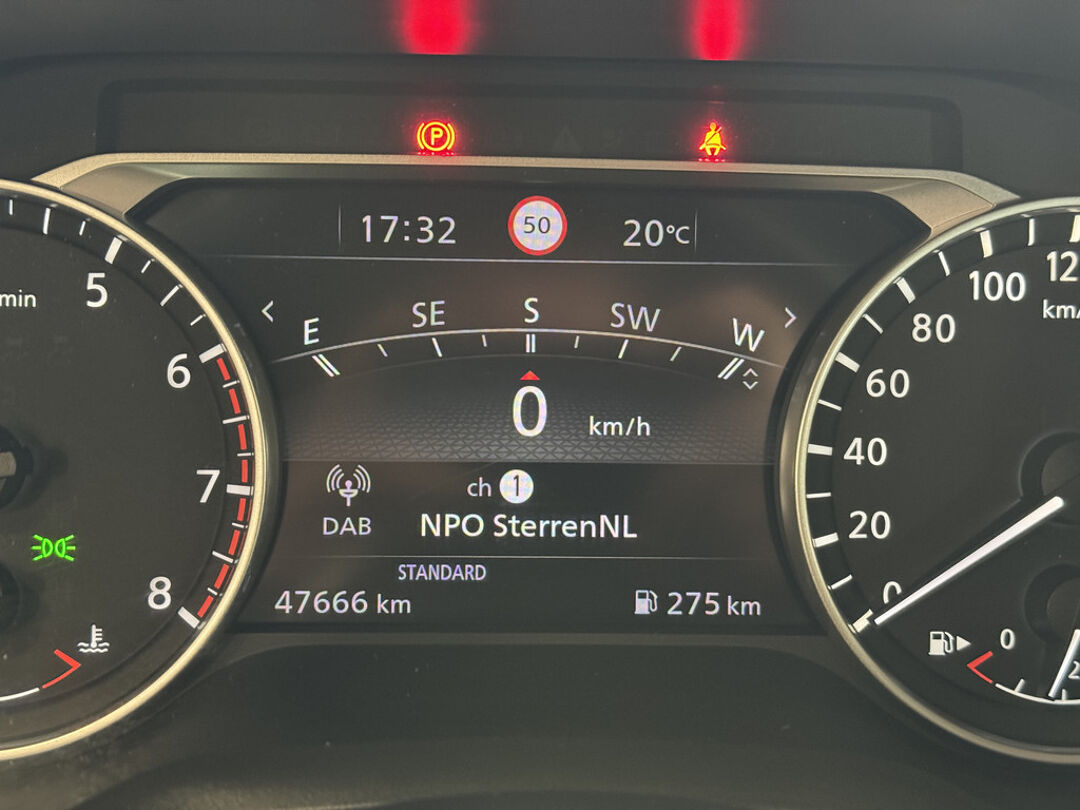 P
17:32 50 20°C
E SE S SW W
0 km/h
DAB ch 1
NPO SterrenNL
STANDARD
47666 km 275 km
min
5
6
7
8
100
80
60
40
20
0
km/
0